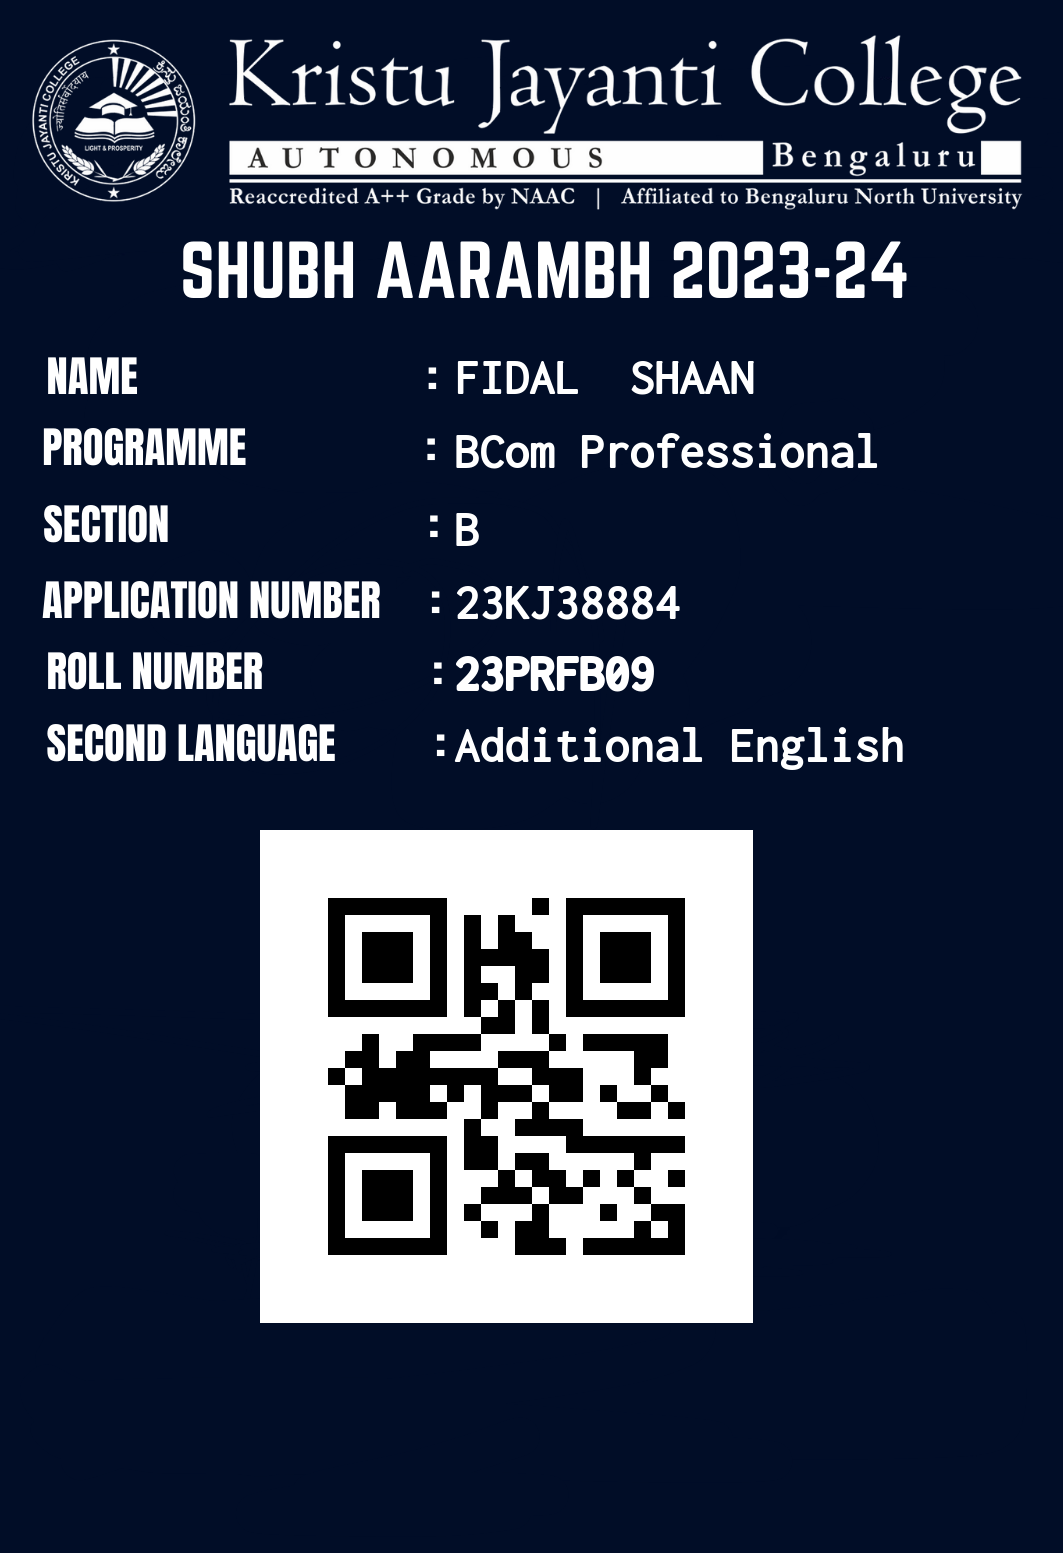 Kristu Jayanti College
AUTONOMOUS Bengaluru
Reaccredited A++ Grade by NAAC | Affiliated to Bengaluru North University
KRISTU JAYANTI COLLEGE
LIGHT & PROSPERITY
SHUBH AARAMBH 2023-24
NAME : FIDAL SHAAN
PROGRAMME : BCom Professional
SECTION : B
APPLICATION NUMBER : 23KJ38884
ROLL NUMBER : 23PRFB09
SECOND LANGUAGE : Additional English